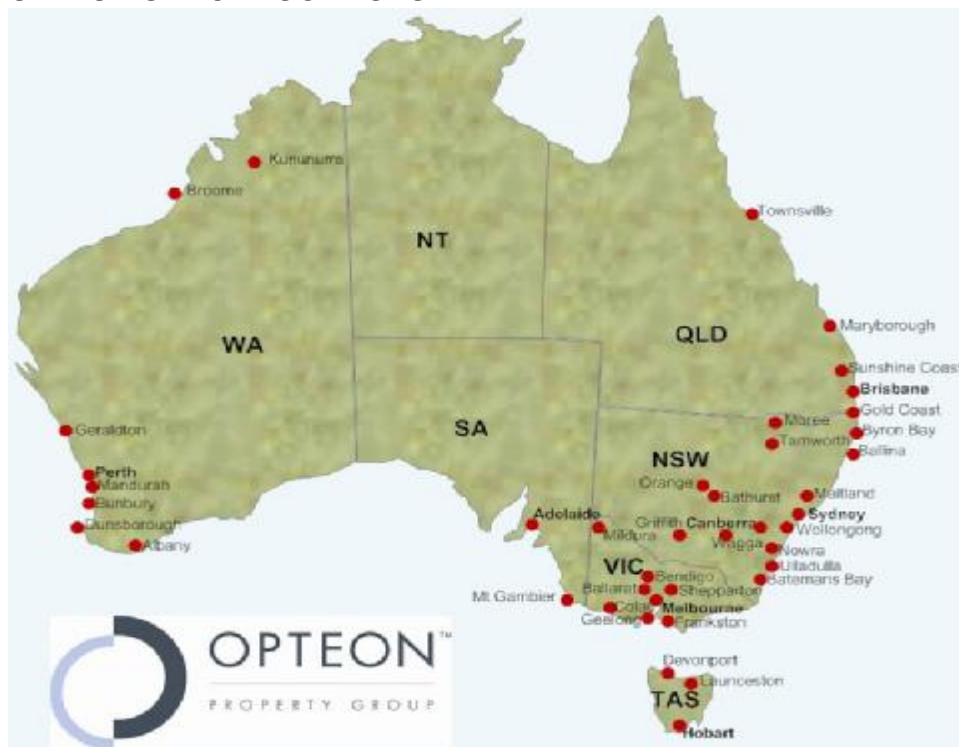 Kununurra
Broome
Townsville
NT
Maryborough
QLD
WA
Sunshine Coast
Brisbane
Gold Coast
Moree
Byron Bay
Geraldton
SA
Tamworth
Ballina
NSW
Perth
Orange
Mandurah
Bathurst
Maitland
Bunbury
Sydney
Dunsborough
Adelaide
Griffith
Canberra
Wollongong
Mildura
Wagga
Albany
Nowra
VIC
Ulladulla
Bendigo
Batemans Bay
Ballarat
Shepparton
Mt Gambier
Colac
Melbourne
Geelong
Frankston
OPTEON™
PROPERTY GROUP
Devonport
Launceston
TAS
Hobart